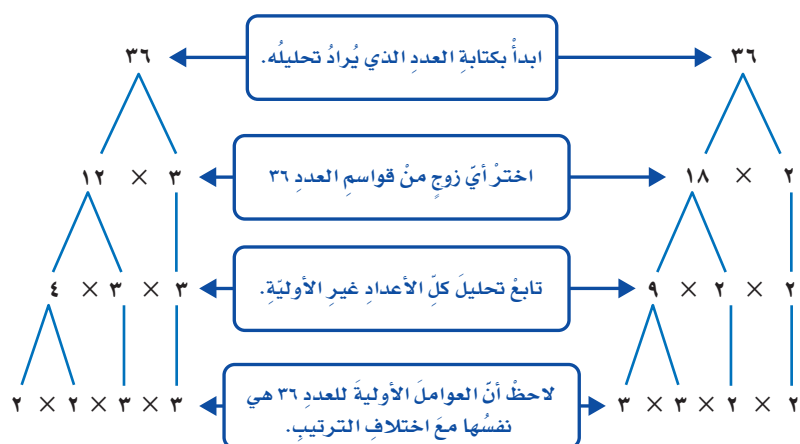 ٣٦
ابدأْ بكتابةِ العددِ الذي يُرادُ تحليلُه.
٣٦
٢ × ١٨
اخترْ أيّ زوجٍ منْ قواسمِ العددِ ٣٦
٣ × ١٢
٢ × ٢ × ٩
تابعْ تحليلَ كلِّ الأعدادِ غيرِ الأوليّةِ.
٣ × ٣ × ٤
٢ × ٢ × ٣ × ٣
لاحظْ أنّ العواملَ الأوليةَ للعددِ ٣٦ هي
نفسُها معَ اختلافِ الترتيبِ.
٣ × ٣ × ٢ × ٢